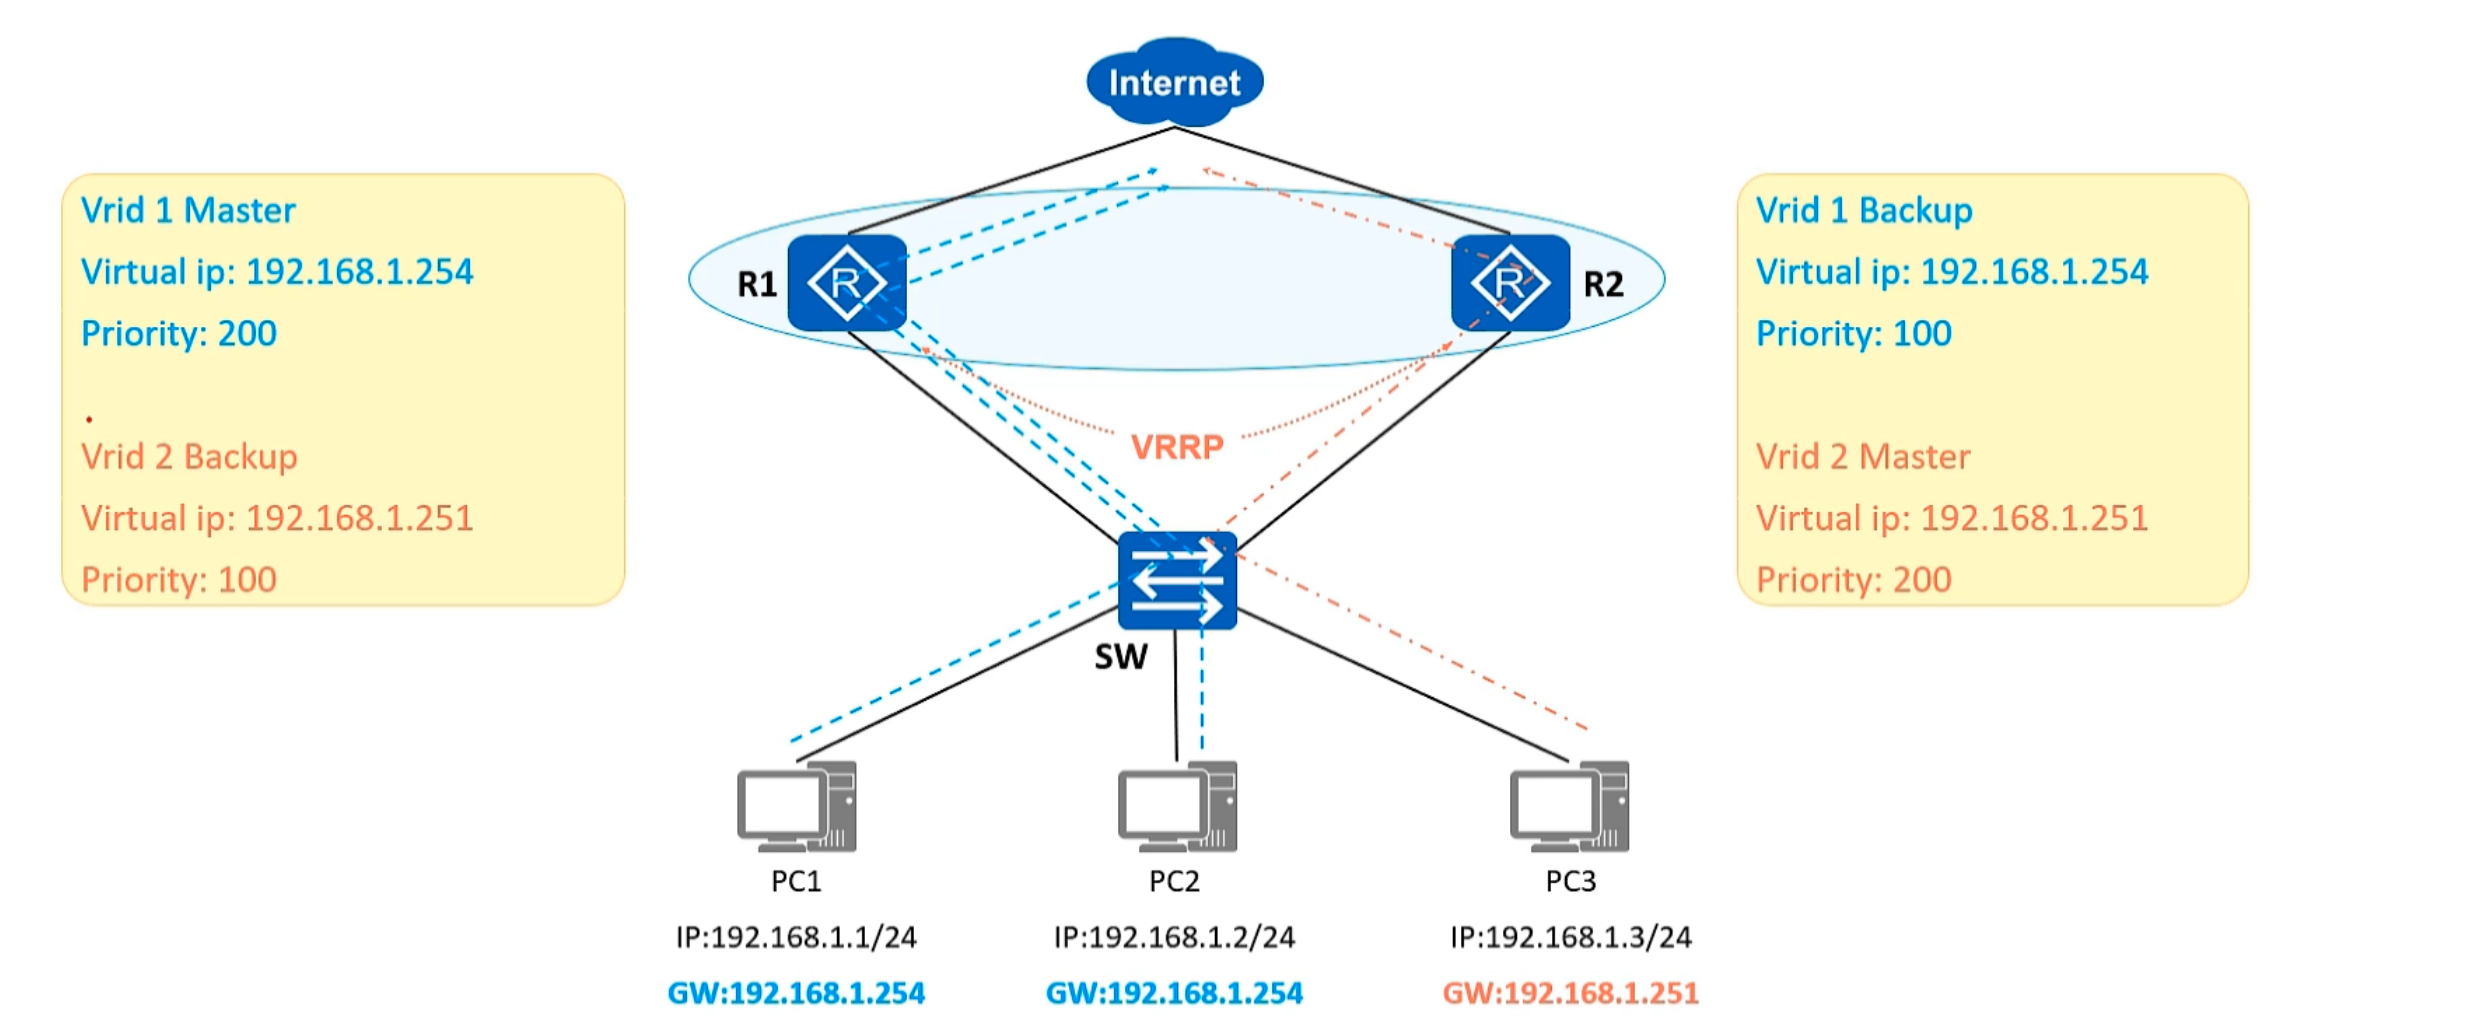 Internet
Vrid 1 Master
Virtual ip: 192.168.1.254
Priority: 200
.
Vrid 2 Backup
Virtual ip: 192.168.1.251
Priority: 100
R1
R
R
R2
Vrid 1 Backup
Virtual ip: 192.168.1.254
Priority: 100
Vrid 2 Master
Virtual ip: 192.168.1.251
Priority: 200
VRRP
SW
PC1
IP:192.168.1.1/24
GW:192.168.1.254
PC2
IP:192.168.1.2/24
GW:192.168.1.254
PC3
IP:192.168.1.3/24
GW:192.168.1.251